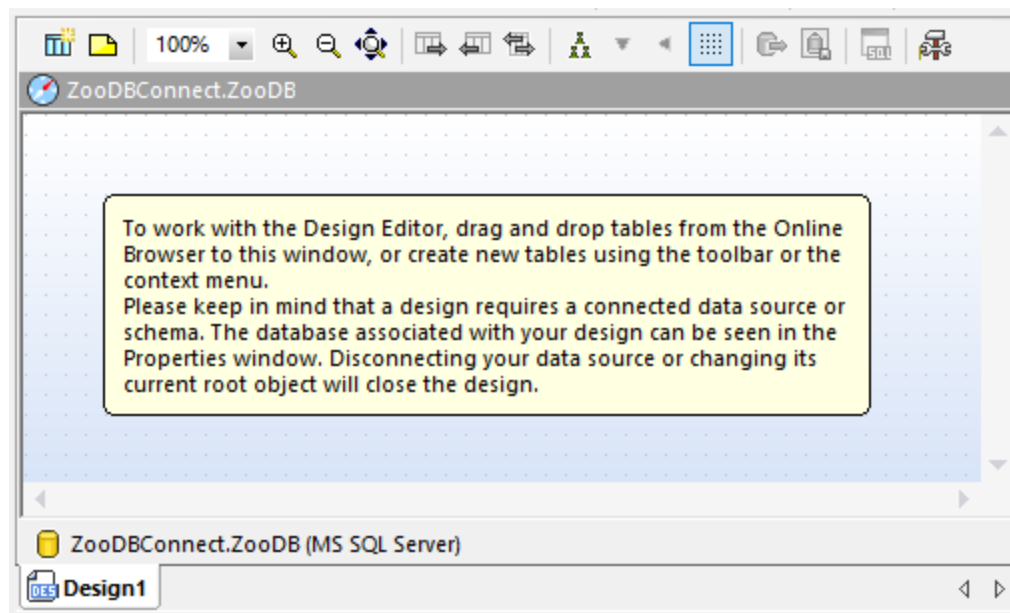 100%
SQL
ZooDBConnect.ZooDB
To work with the Design Editor, drag and drop tables from the Online
Browser to this window, or create new tables using the toolbar or the
context menu.
Please keep in mind that a design requires a connected data source or
schema. The database associated with your design can be seen in the
Properties window. Disconnecting your data source or changing its
current root object will close the design.
ZooDBConnect.ZooDB (MS SQL Server)
DES Design1